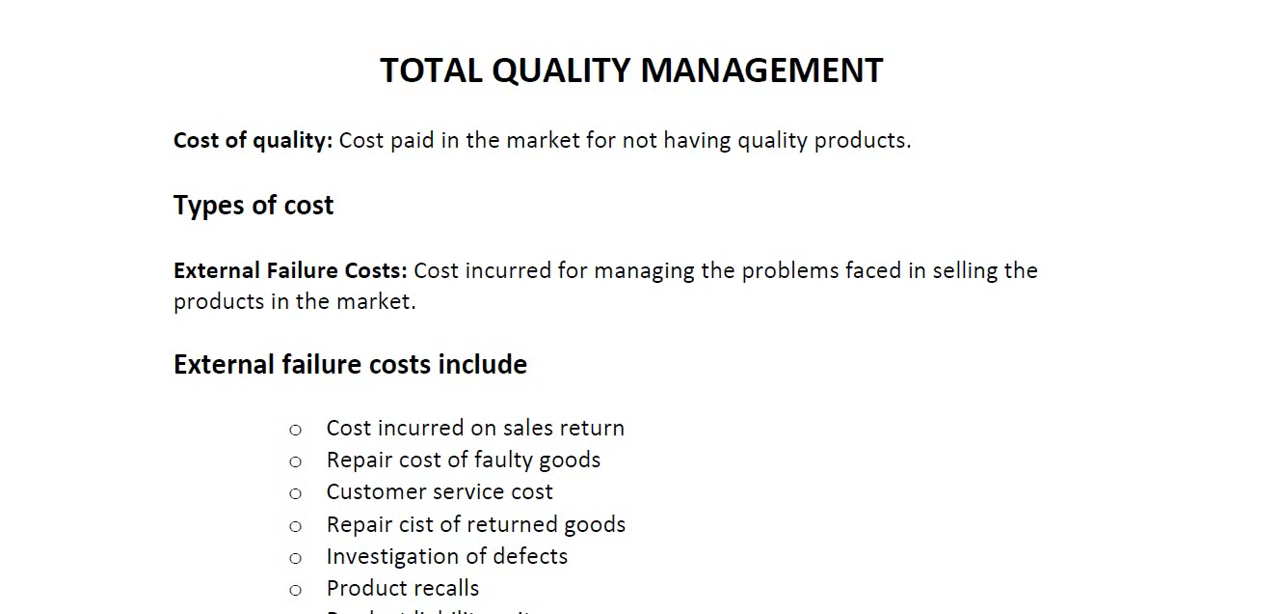 TOTAL QUALITY MANAGEMENT
Cost of quality: Cost paid in the market for not having quality products.
Types of cost
External Failure Costs: Cost incurred for managing the problems faced in selling the
products in the market.
External failure costs include
o Cost incurred on sales return
o Repair cost of faulty goods
o Customer service cost
o Repair cist of returned goods
o Investigation of defects
o Product recalls